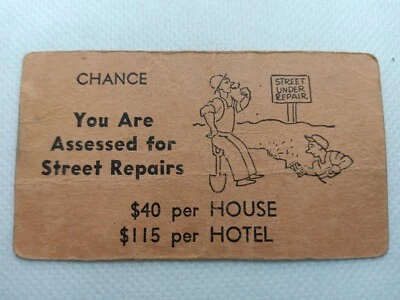 CHANCE
You Are
Assessed for
Street Repairs
STREET
UNDER
REPAIR
$40 per HOUSE
$115 per HOTEL